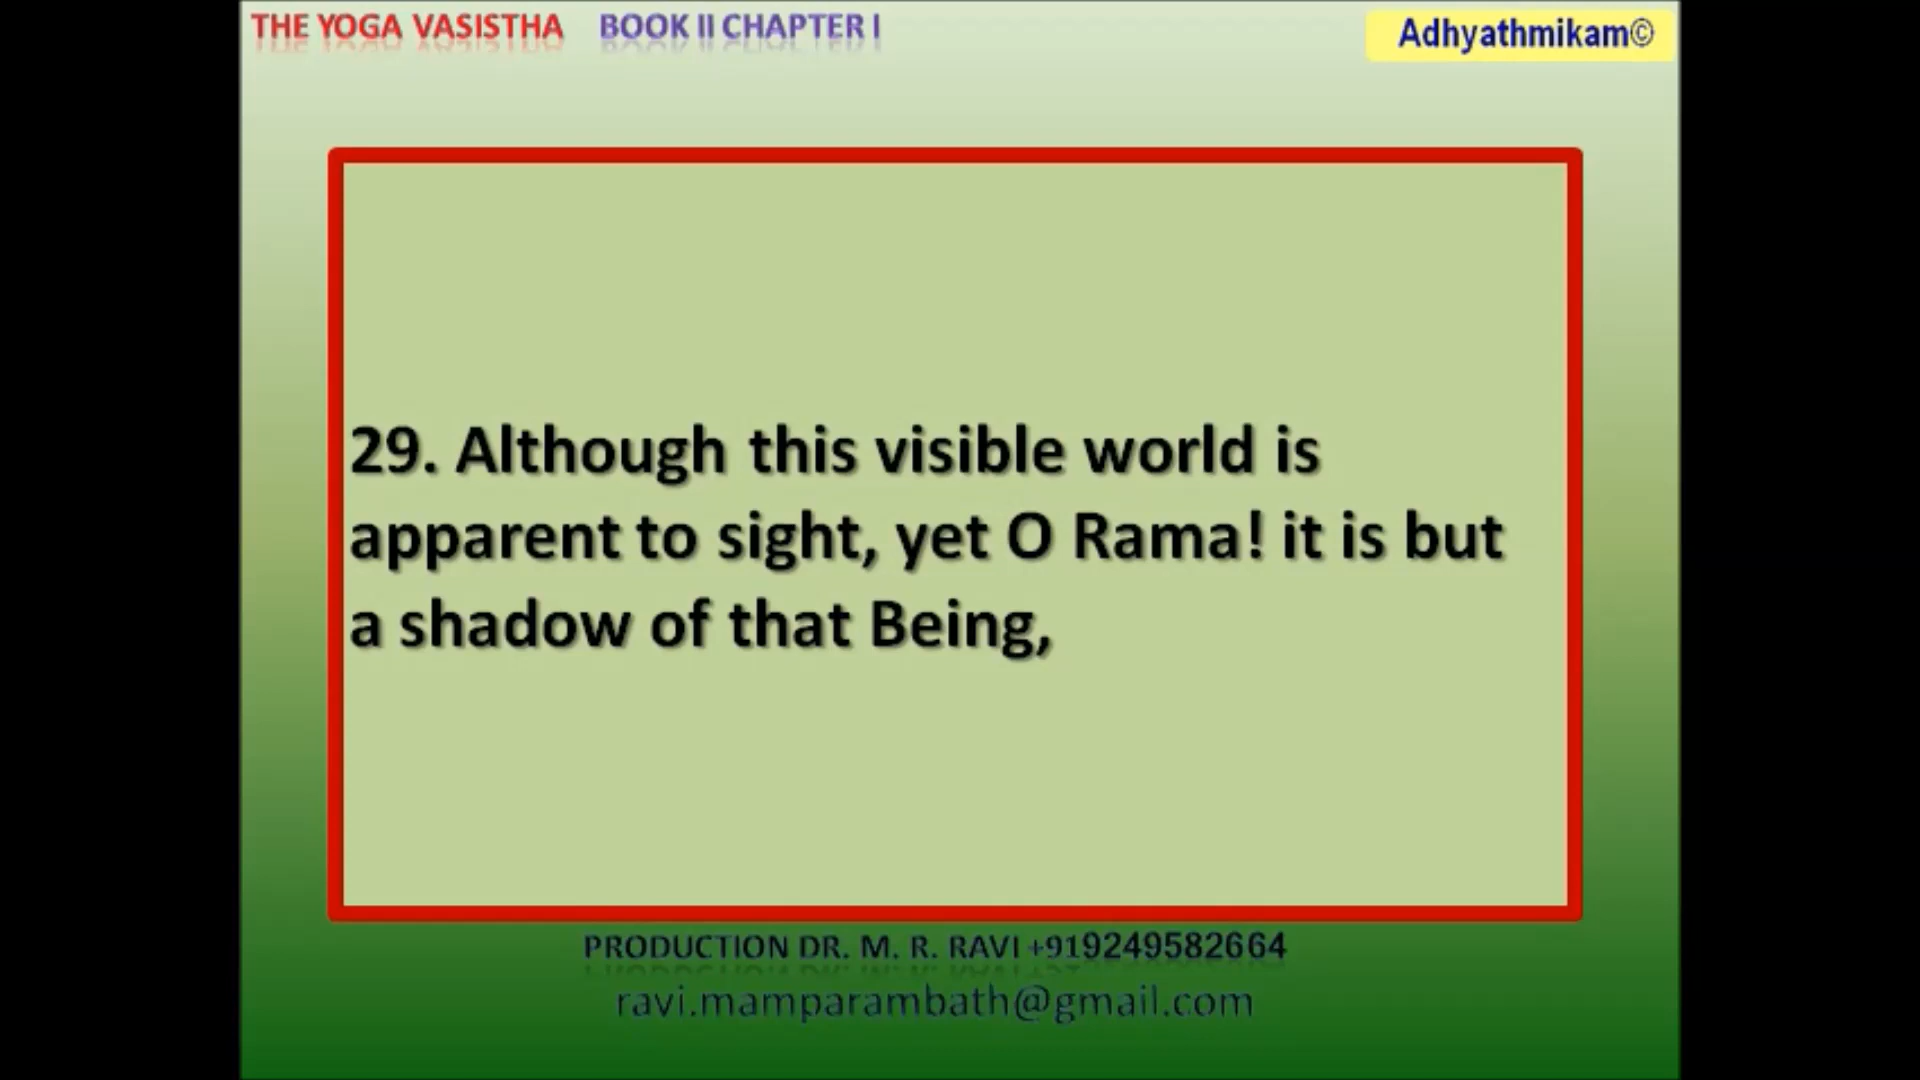 THE YOGA VASISTHA BOOK II CHAPTER I
Adhyathmikam©
29. Although this visible world is
apparent to sight, yet O Rama! it is but
a shadow of that Being,
PRODUCTION DR. M. R. RAVI +919249582664
ravi.mamparambath@gmail.com